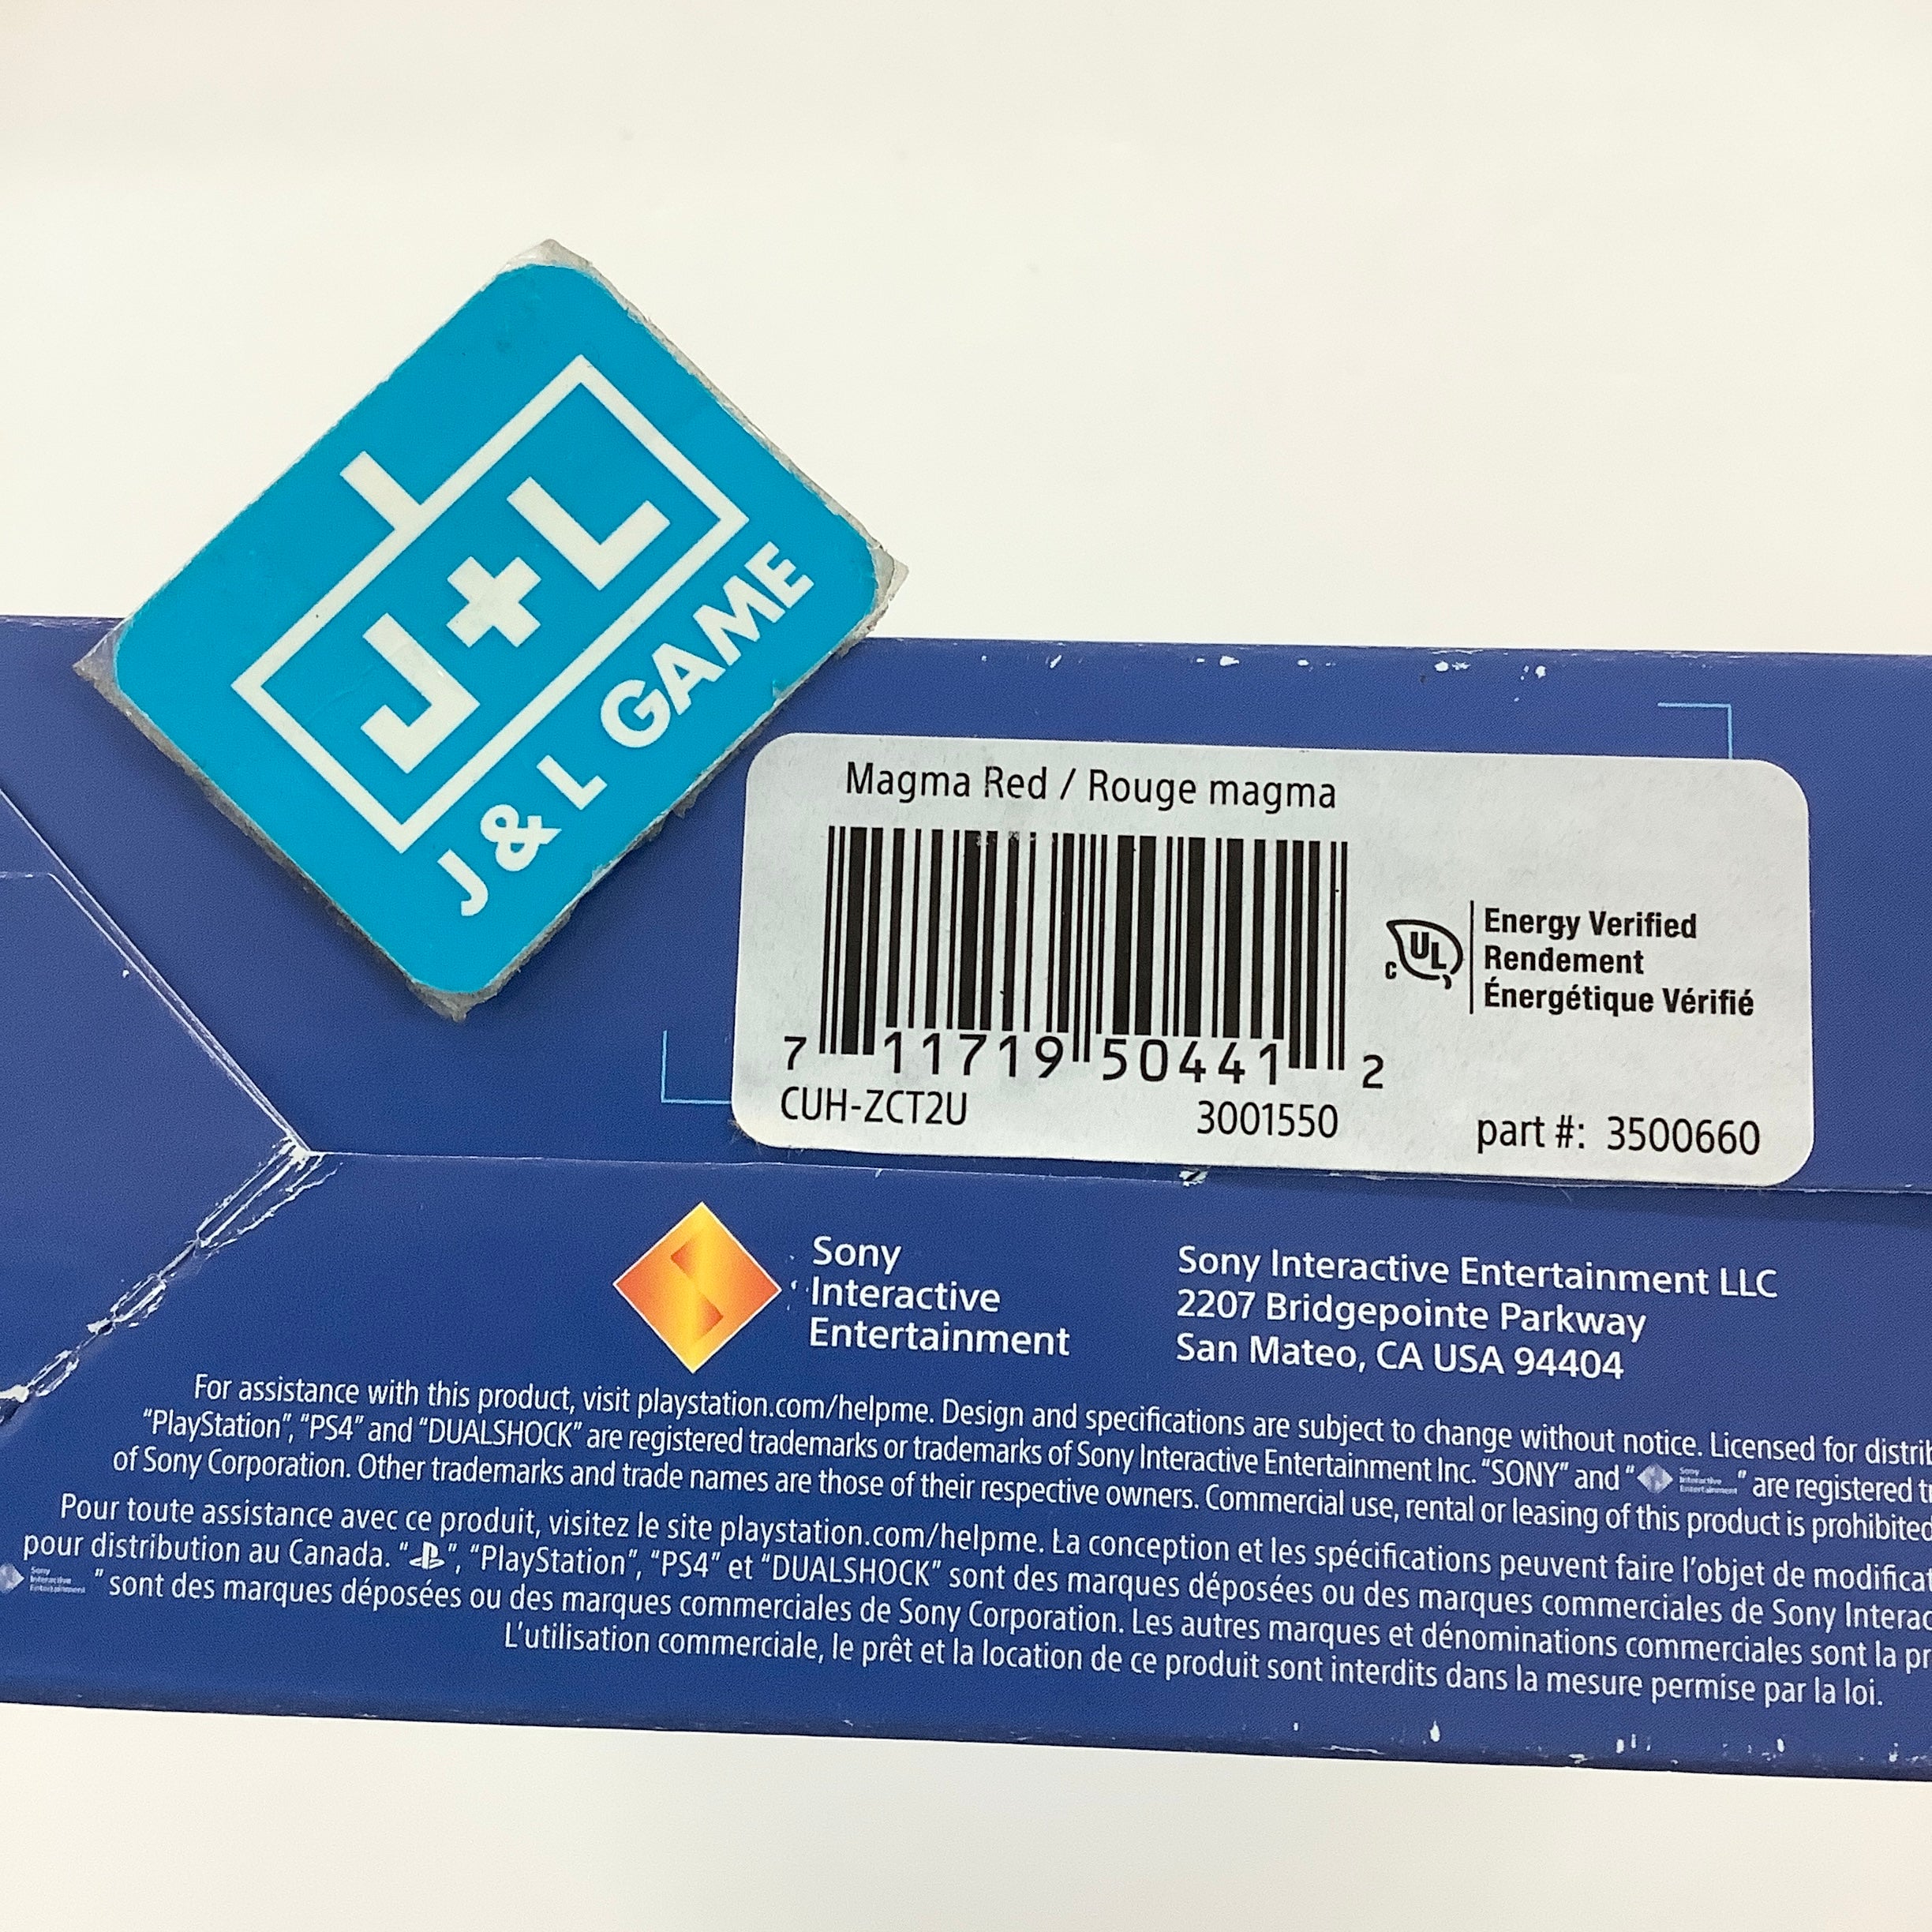 J+L
J & L GAME
Magma Red / Rouge magma
7 11719 50441 2
CUH-ZCT2U 3001550 part #: 3500660
c UL
Energy Verified
Rendement
Énergétique Vérifié
Sony
Interactive
Entertainment
Sony Interactive Entertainment LLC
2207 Bridgepointe Parkway
San Mateo, CA USA 94404
For assistance with this product, visit playstation.com/helpme. Design and specifications are subject to change without notice. Licensed for distrib
"PlayStation", "PS4" and "DUALSHOCK" are registered trademarks or trademarks of Sony Interactive Entertainment Inc. "SONY" and " Sony Interactive Entertainment " are registered tr
of Sony Corporation. Other trademarks and trade names are those of their respective owners. Commercial use, rental or leasing of this product is prohibited
Pour toute assistance avec ce produit, visitez le site playstation.com/helpme. La conception et les spécifications peuvent faire l'objet de modificat
pour distribution au Canada. " ", "PlayStation", "PS4" et "DUALSHOCK" sont des marques déposées ou des marques commerciales de Sony Interac
Sony Interactive Entertainment " sont des marques déposées ou des marques commerciales de Sony Corporation. Les autres marques et dénominations commerciales sont la pr
L'utilisation commerciale, le prêt et la location de ce produit sont interdits dans la mesure permise par la loi.